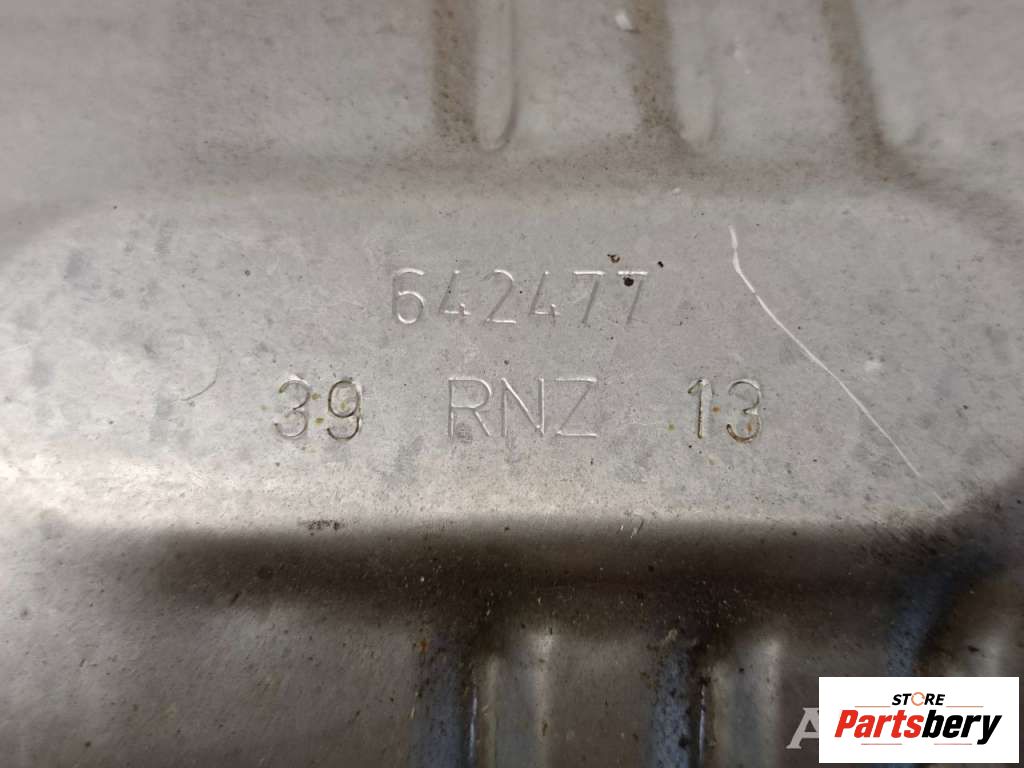 642477
39 RNZ 13
STORE
Partsbery